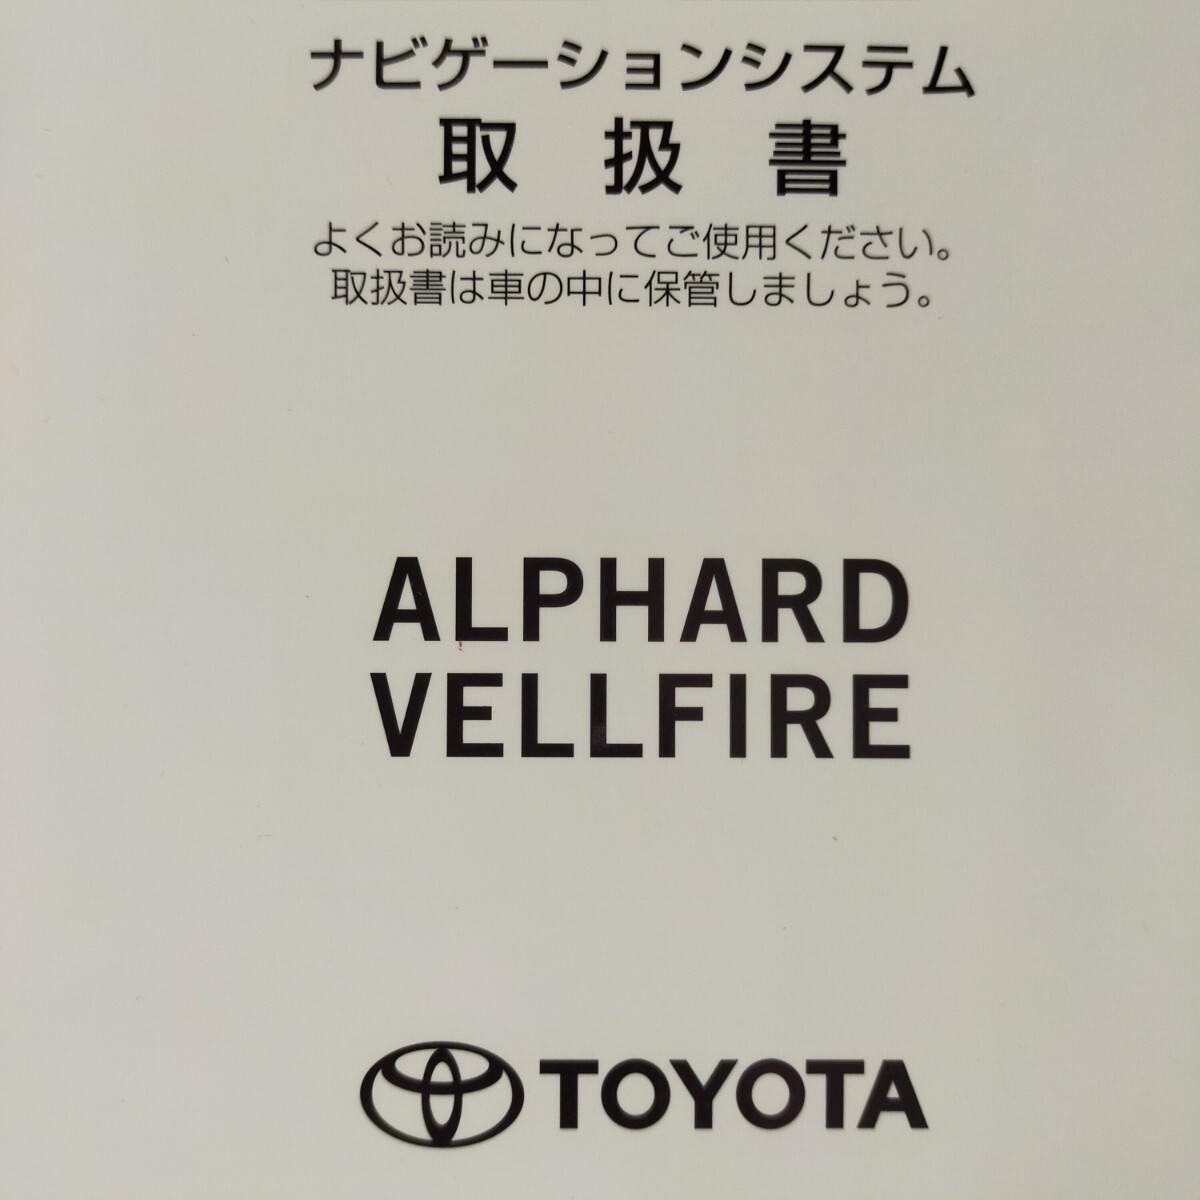 ナビゲーションシステム
取扱書
よくお読みになってご使用ください。
取扱書は車の中に保管しましょう。
ALPHARD
VELLFIRE
TOYOTA